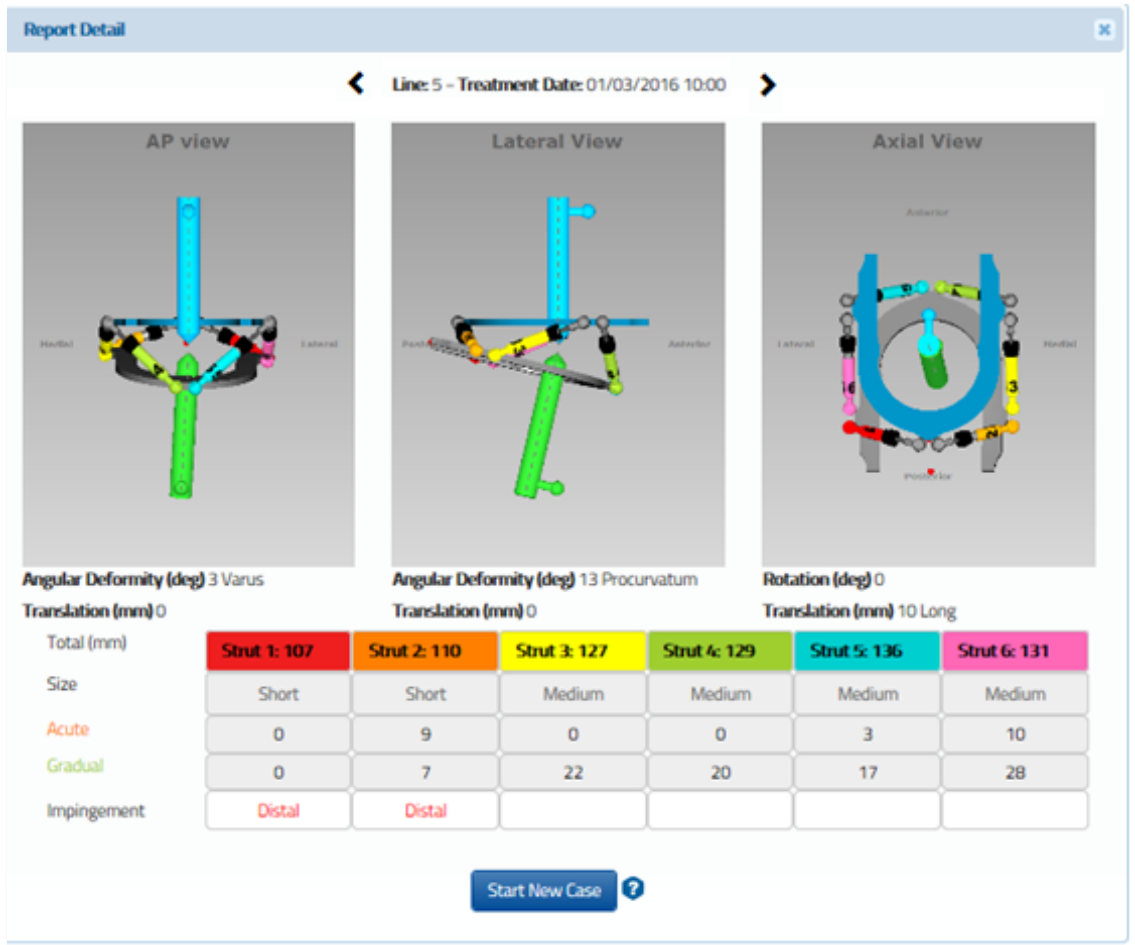 Report Detail
Line: 5 – Treatment Date: 01/03/2016 10:00
AP view
Lateral View
Axial View
Medial
Lateral
Anterior
Anterior
Lateral
Medial
Posterior
Angular Deformity (deg) 3 Varus
Angular Deformity (deg) 13 Procurvatum
Rotation (deg) 0
Translation (mm) 0
Translation (mm) 0
Translation (mm) 10 Long
Total (mm) Strut 1: 107 Strut 2: 110 Strut 3: 127 Strut 4: 129 Strut 5: 136 Strut 6: 131
Size Short Short Medium Medium Medium Medium
Acute 0 9 0 0 3 10
Gradual 0 7 22 20 17 28
Impingement Distal Distal
Start New Case ?